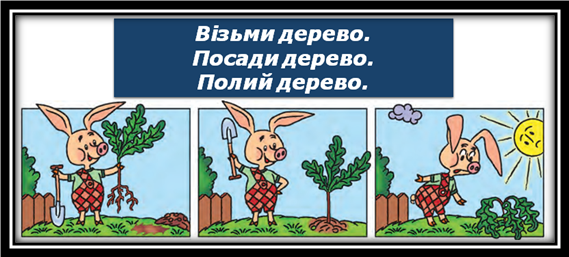 Візьми дерево.
Посади дерево.
Полий дерево.